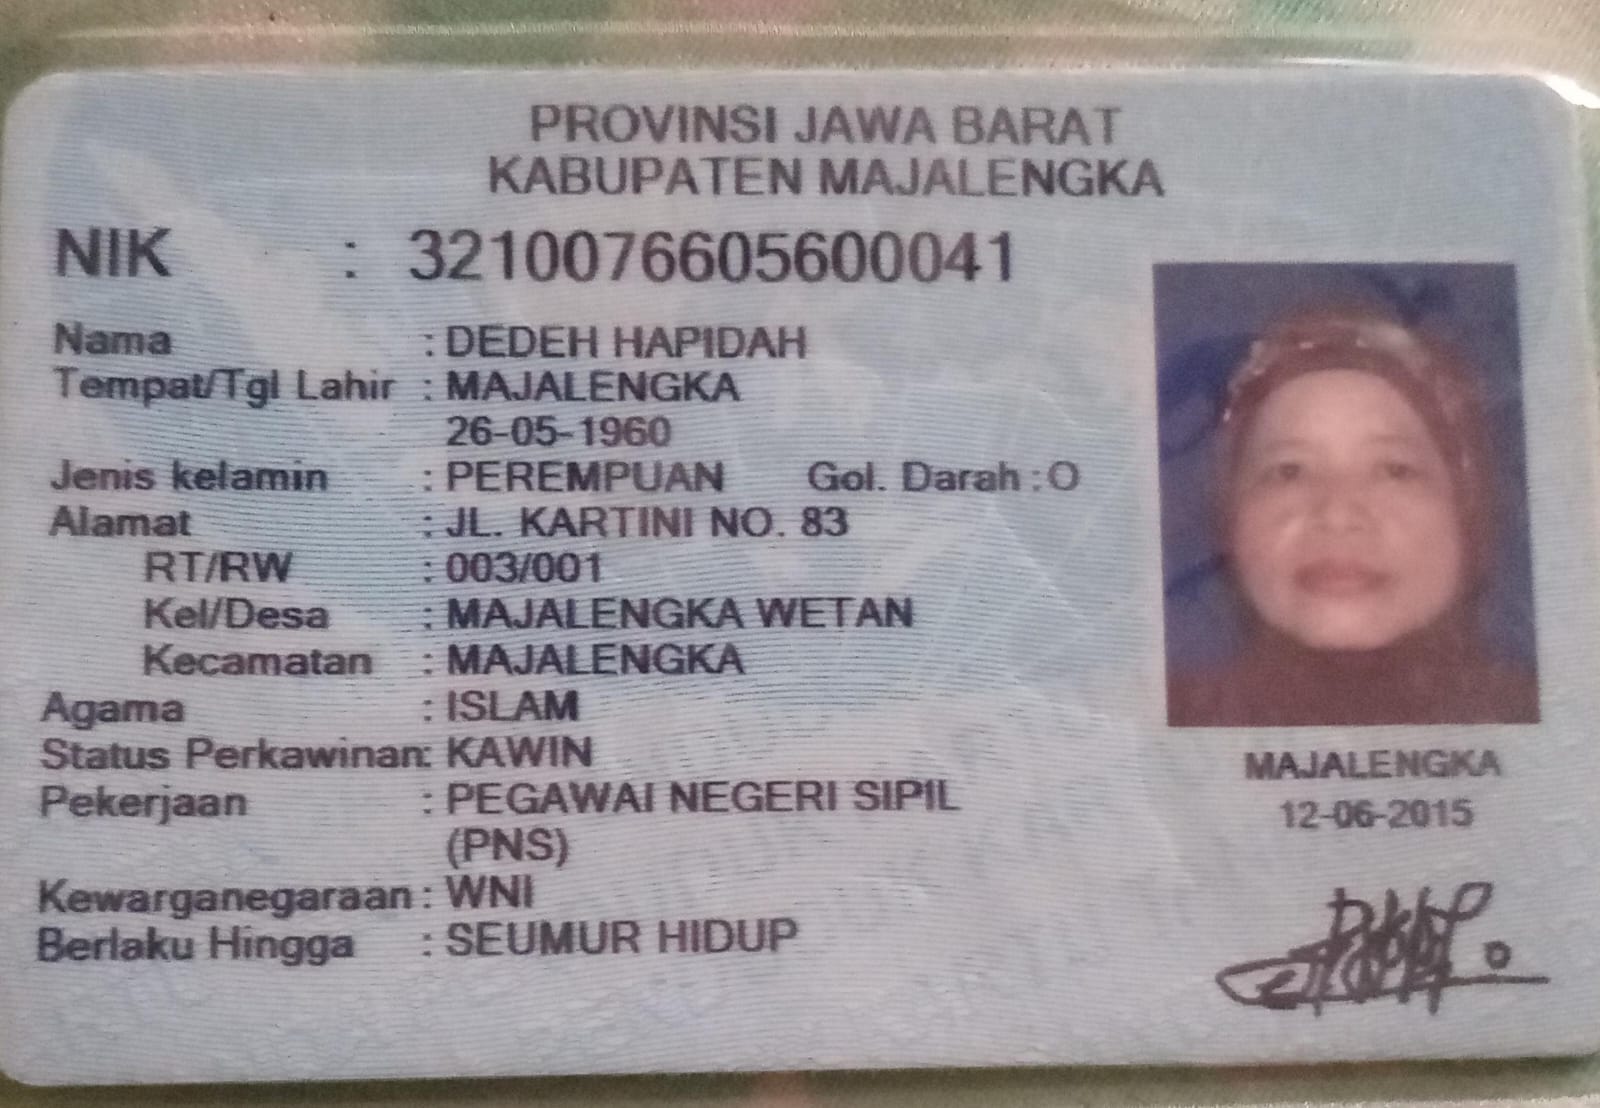 PROVINSI JAWA BARAT
KABUPATEN MAJALENGKA
NIK : 3210076605600041
Nama : DEDEH HAPIDAH
Tempat/Tgl Lahir : MAJALENGKA
26-05-1960
Jenis kelamin : PEREMPUAN Gol. Darah : O
Alamat : JL. KARTINI NO. 83
RT/RW : 003/001
Kel/Desa : MAJALENGKA WETAN
Kecamatan : MAJALENGKA
Agama : ISLAM
Status Perkawinan: KAWIN
Pekerjaan : PEGAWAI NEGERI SIPIL
(PNS)
Kewarganegaraan : WNI
Berlaku Hingga : SEUMUR HIDUP
MAJALENGKA
12-06-2015